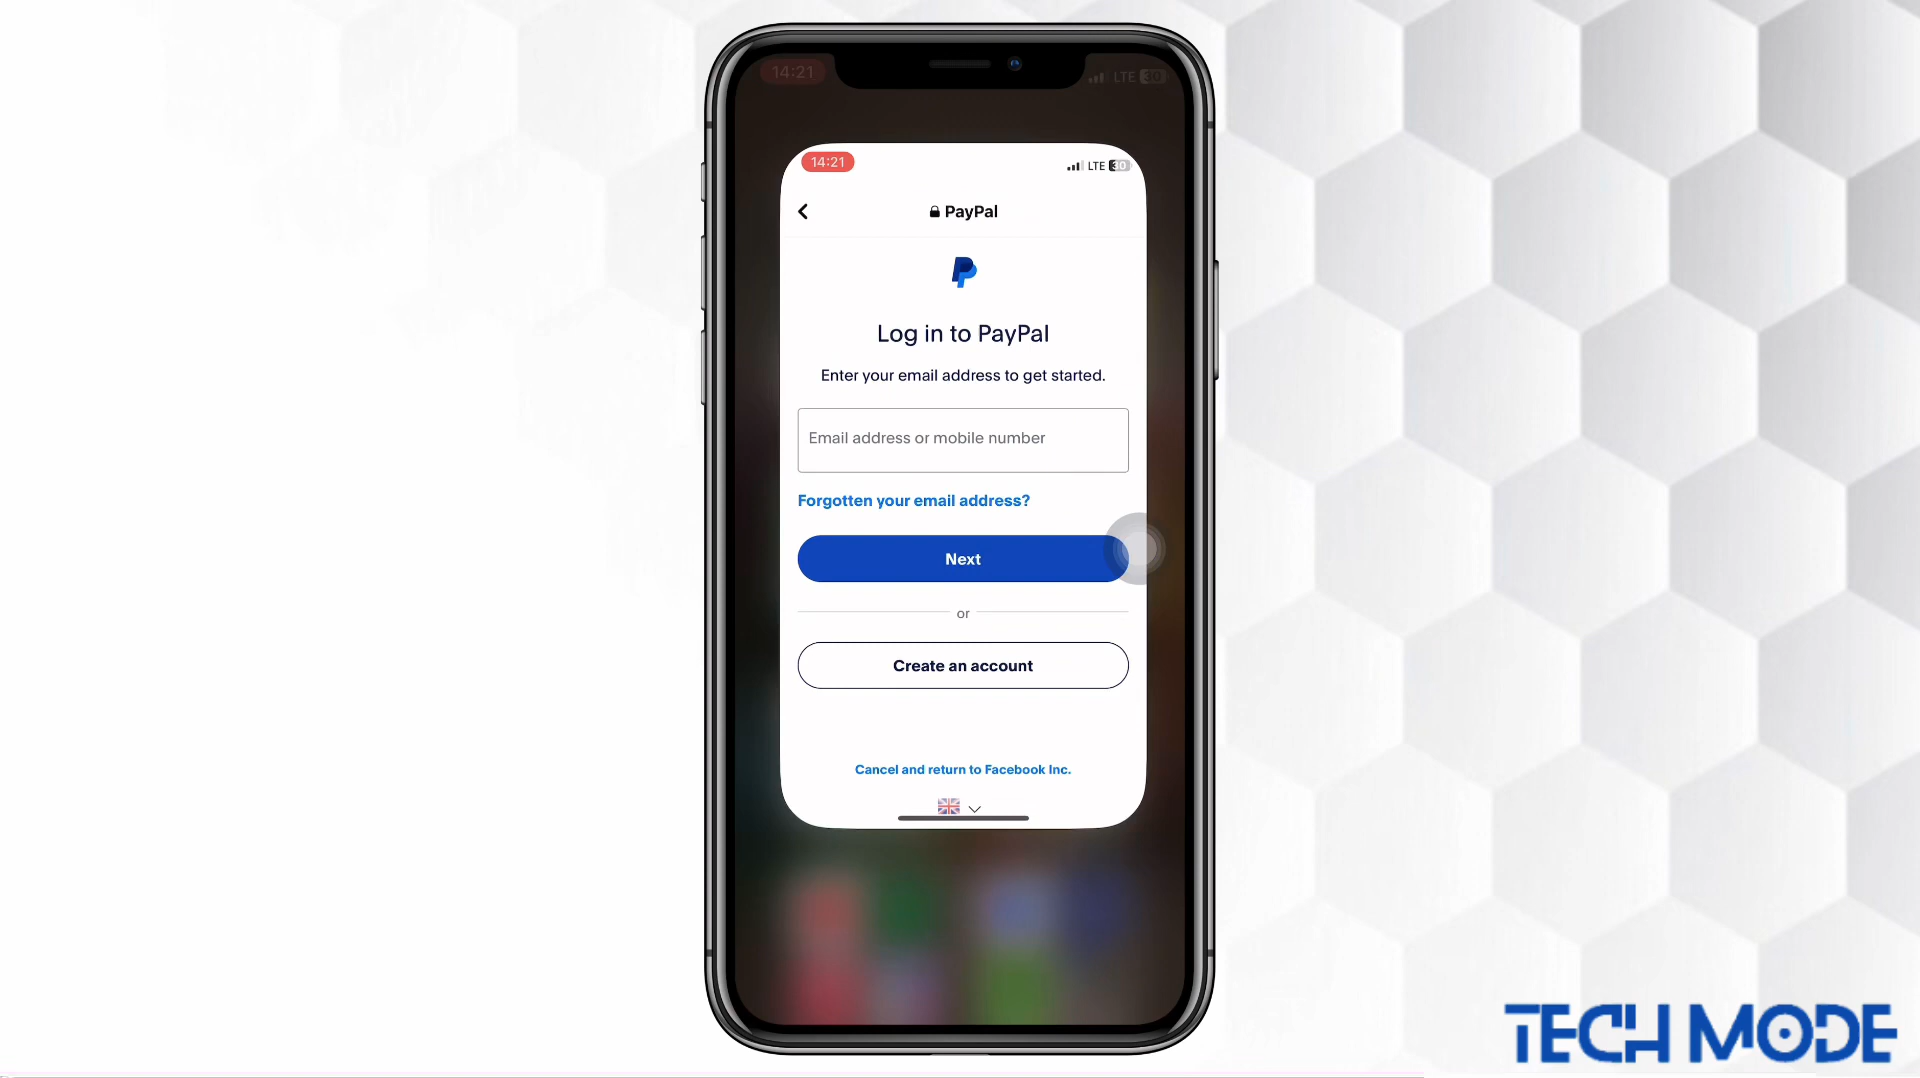 14:21
LTE 30
14:21
LTE 30
PayPal
Log in to PayPal
Enter your email address to get started.
Email address or mobile number
Forgotten your email address?
Next
or
Create an account
Cancel and return to Facebook Inc.
TECH MODE